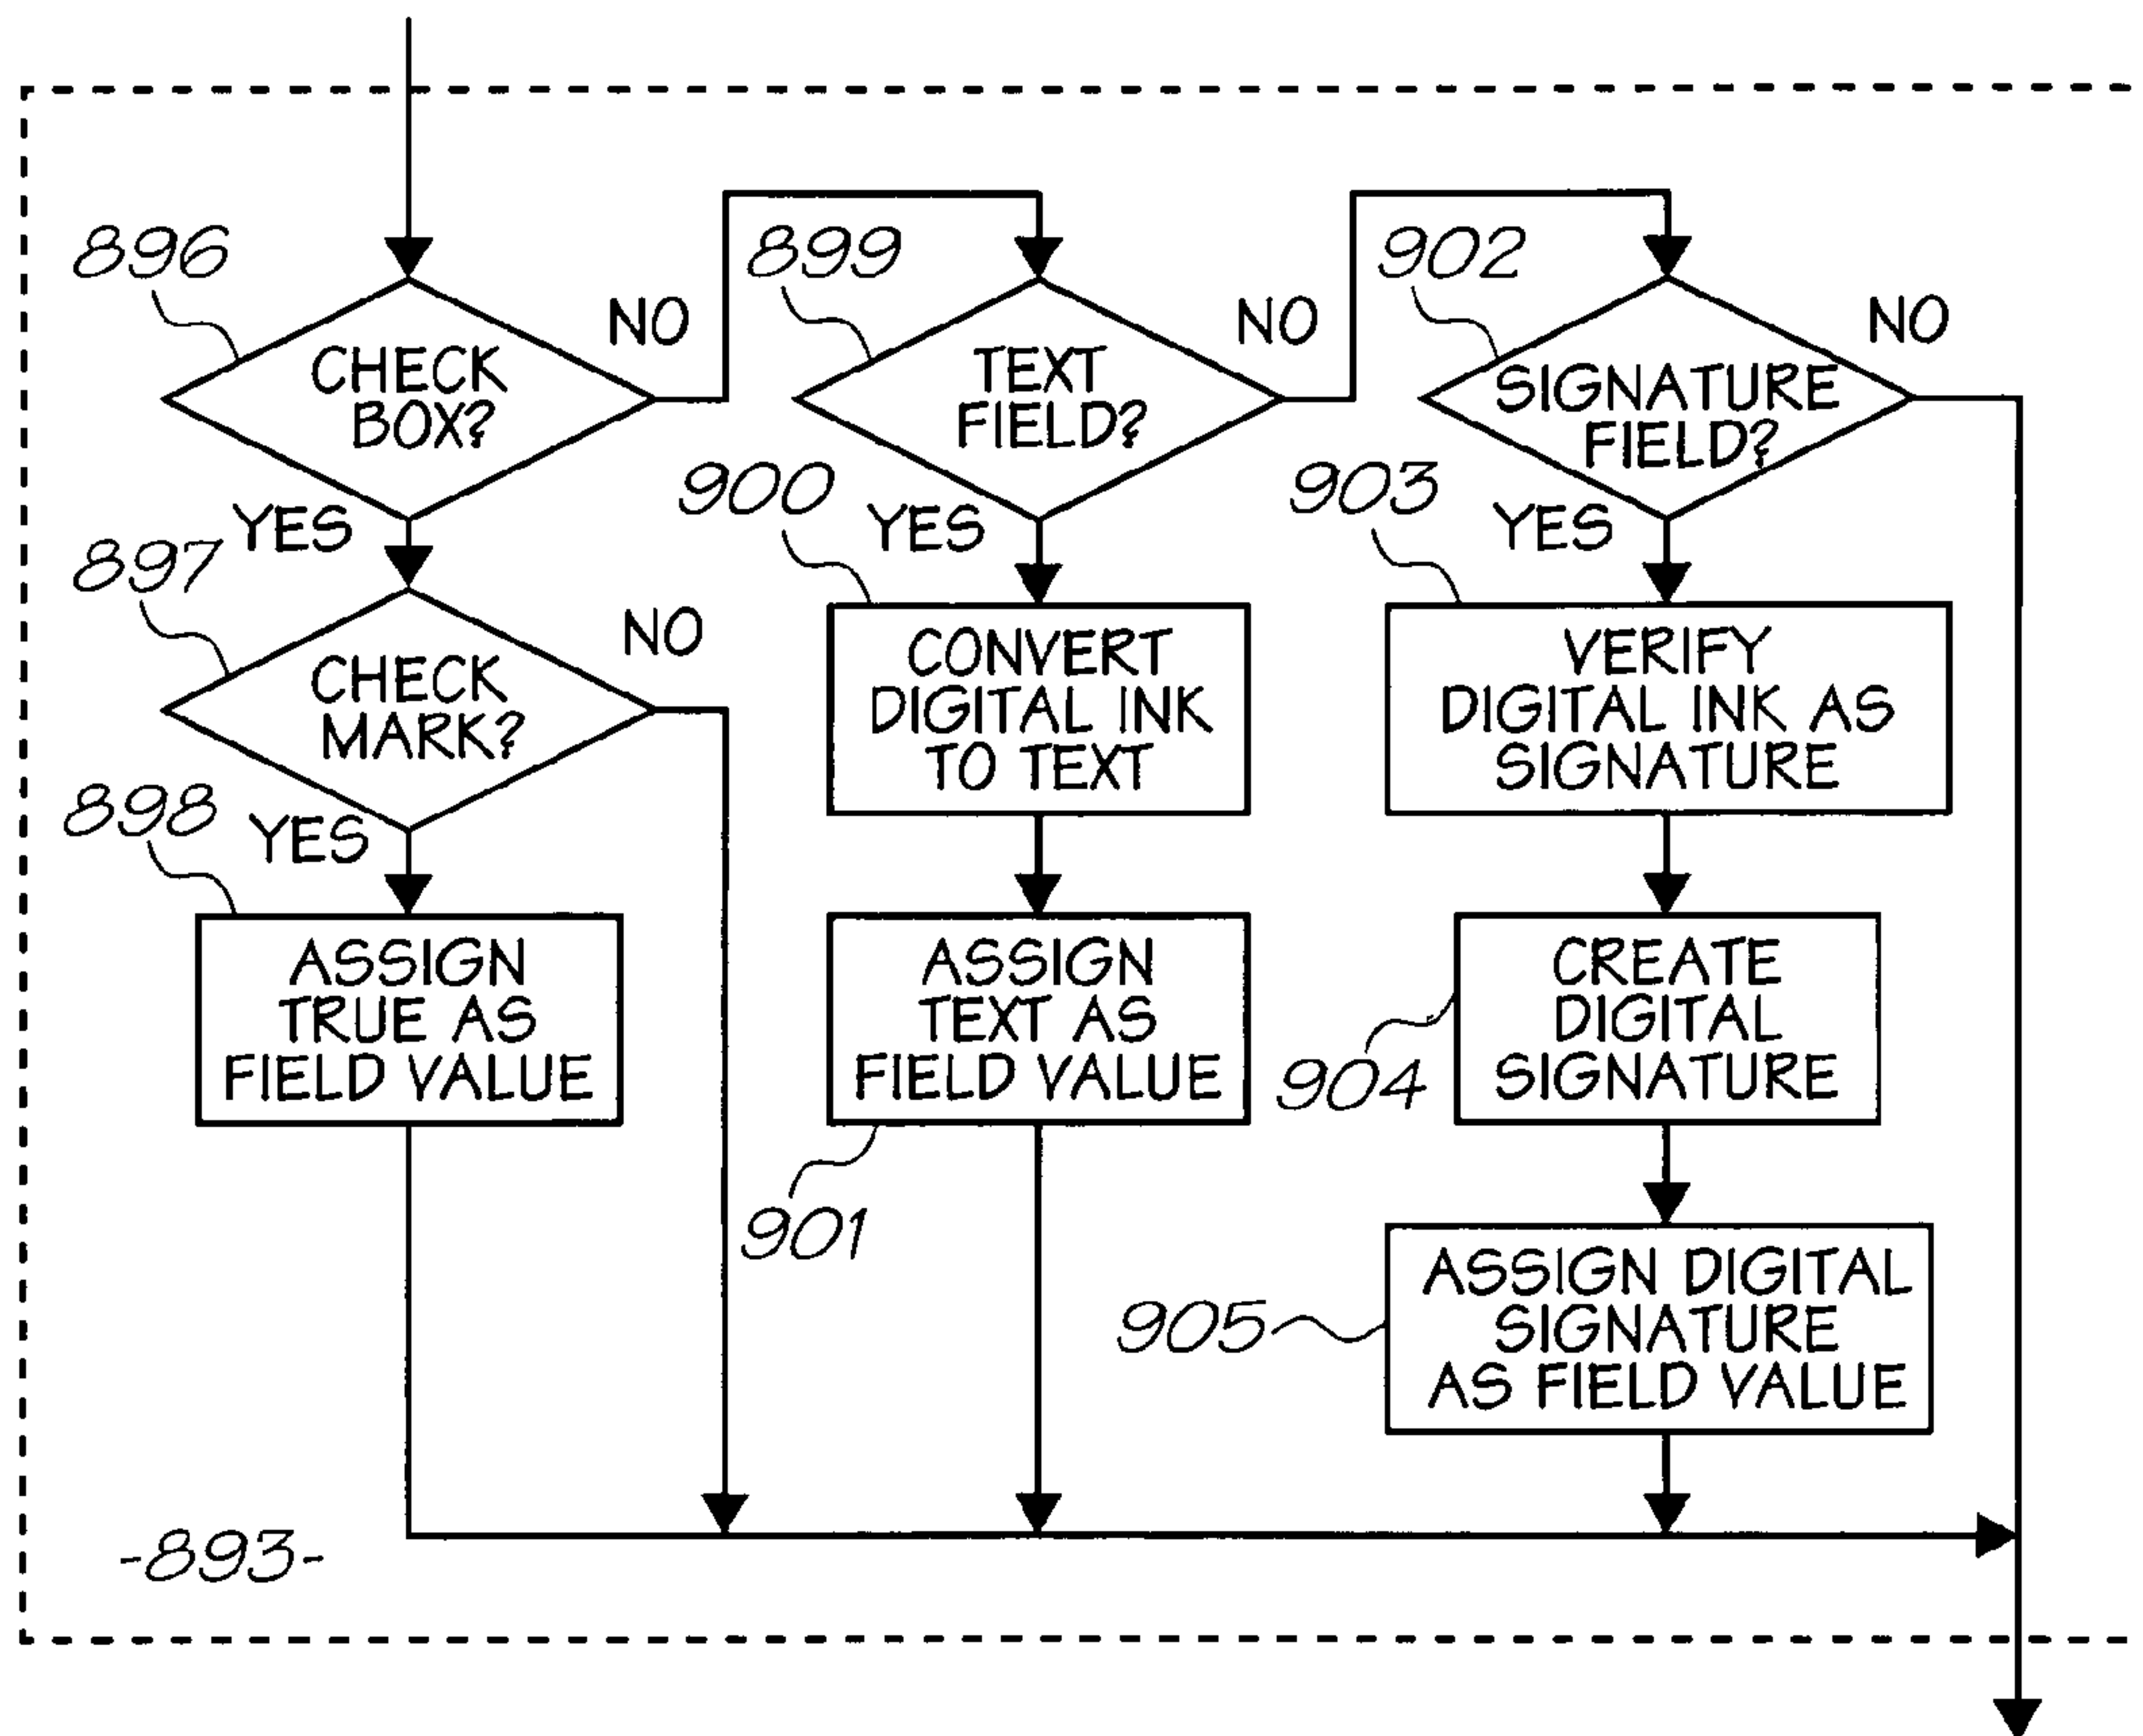 896
CHECK
BOX?
NO
YES
897
CHECK
MARK?
NO
YES
898
ASSIGN
TRUE AS
FIELD VALUE
899
TEXT
FIELD?
NO
YES
900
CONVERT
DIGITAL INK
TO TEXT
ASSIGN
TEXT AS
FIELD VALUE
901
902
SIGNATURE
FIELD?
NO
YES
903
VERIFY
DIGITAL INK AS
SIGNATURE
CREATE
DIGITAL
SIGNATURE
904
ASSIGN DIGITAL
SIGNATURE
AS FIELD VALUE
905
-893-